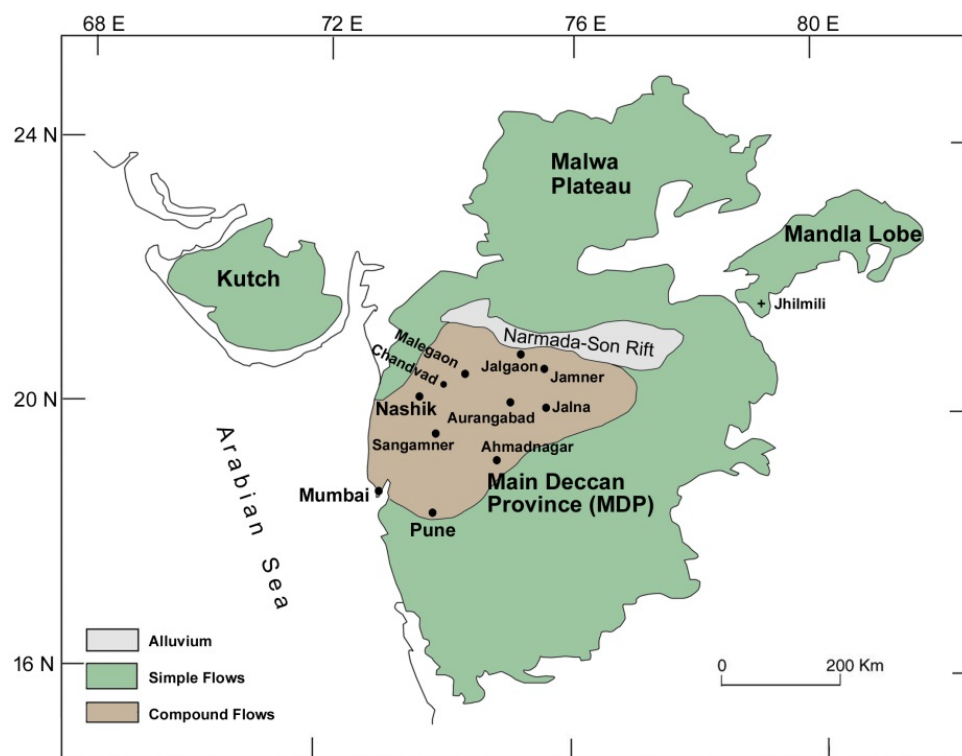 68 E
72 E
76 E
80 E
24 N
Malwa
Plateau
Mandla Lobe
Kutch
Jhilmili
Narmada-Son Rift
Malegaon
Chandvad
Jalgaon
Jamner
20 N
Nashik
Aurangabad
Jalna
Sangamner
Ahmadnagar
Arabian Sea
Mumbai
Main Deccan
Province (MDP)
Pune
Alluvium
16 N
Simple Flows
0
200 Km
Compound Flows